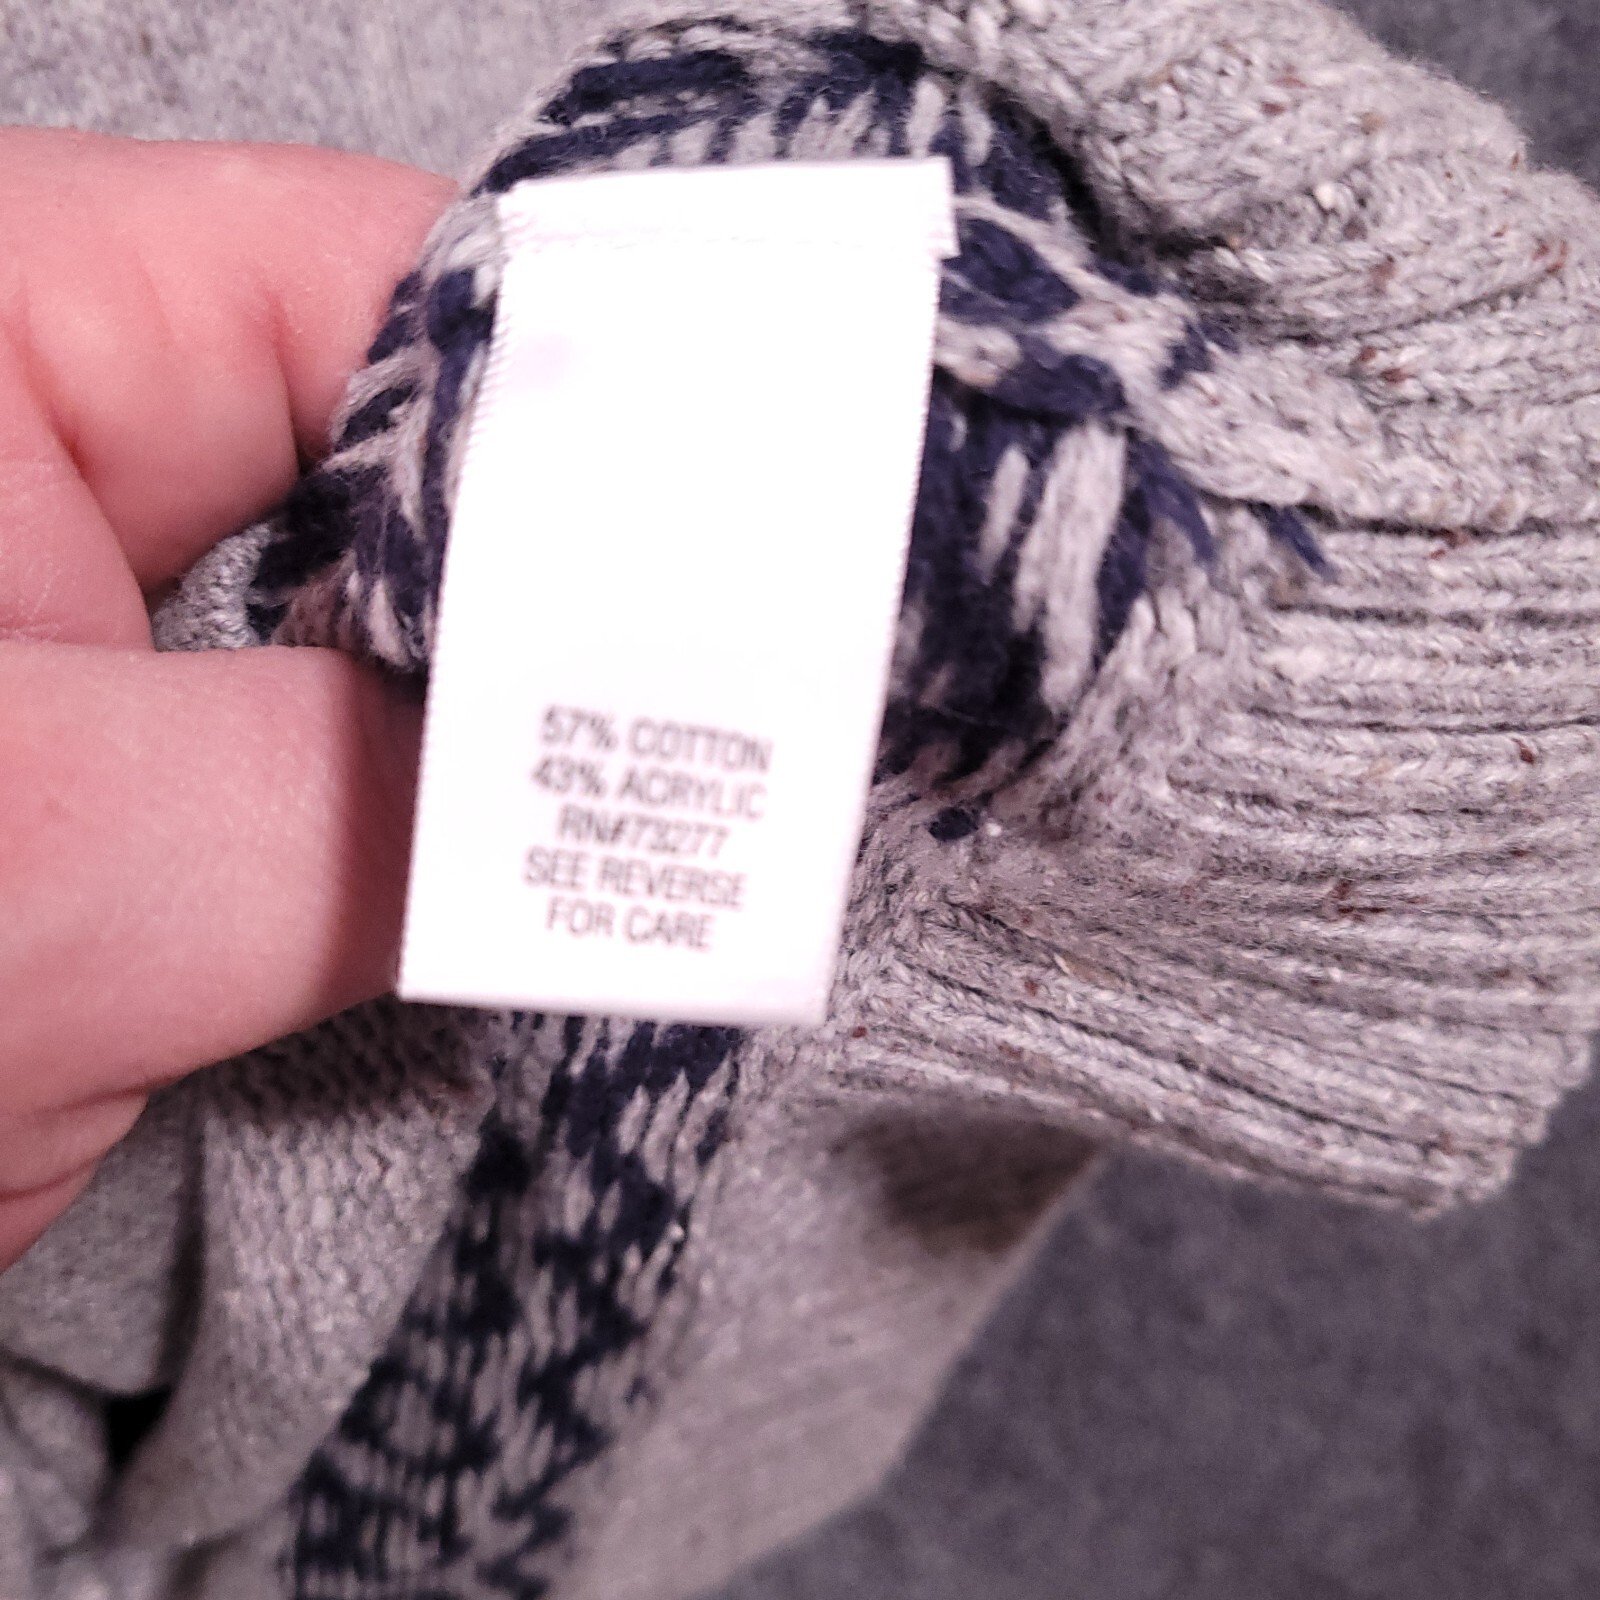 57% COTTON
43% ACRYLIC
RN#73277
SEE REVERSE
FOR CARE